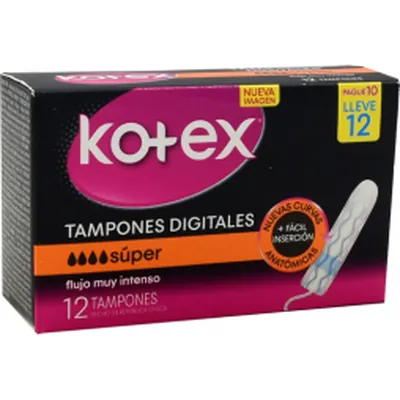 NUEVA
IMAGEN
PAGUE 10
LLEVE
12
kotex
TAMPONES DIGITALES
súper
flujo muy intenso
12 TAMPONES
NUEVAS CURVAS
+ FÁCIL
INSERCIÓN
ANATÓMICAS